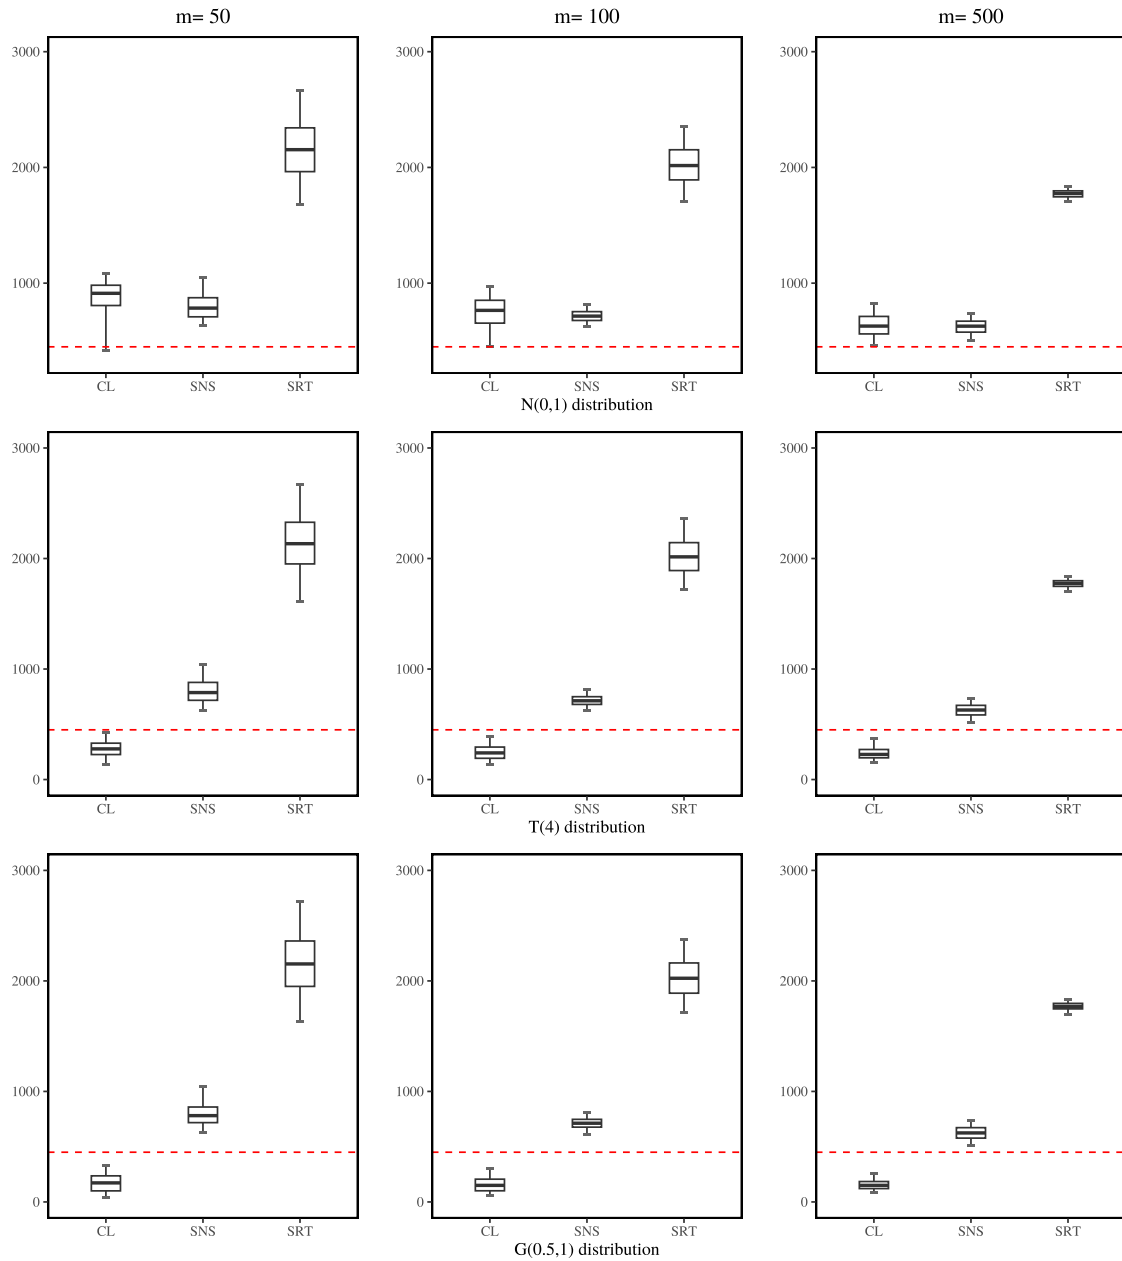 m= 50 m= 100 m= 500
3000 3000 3000
2000 2000 2000
1000 1000 1000
CL SNS SRT CL SNS SRT CL SNS SRT
N(0,1) distribution
3000 3000 3000
2000 2000 2000
1000 1000 1000
0 0 0
CL SNS SRT CL SNS SRT CL SNS SRT
T(4) distribution
3000 3000 3000
2000 2000 2000
1000 1000 1000
0 0 0
CL SNS SRT CL SNS SRT CL SNS SRT
G(0.5,1) distribution